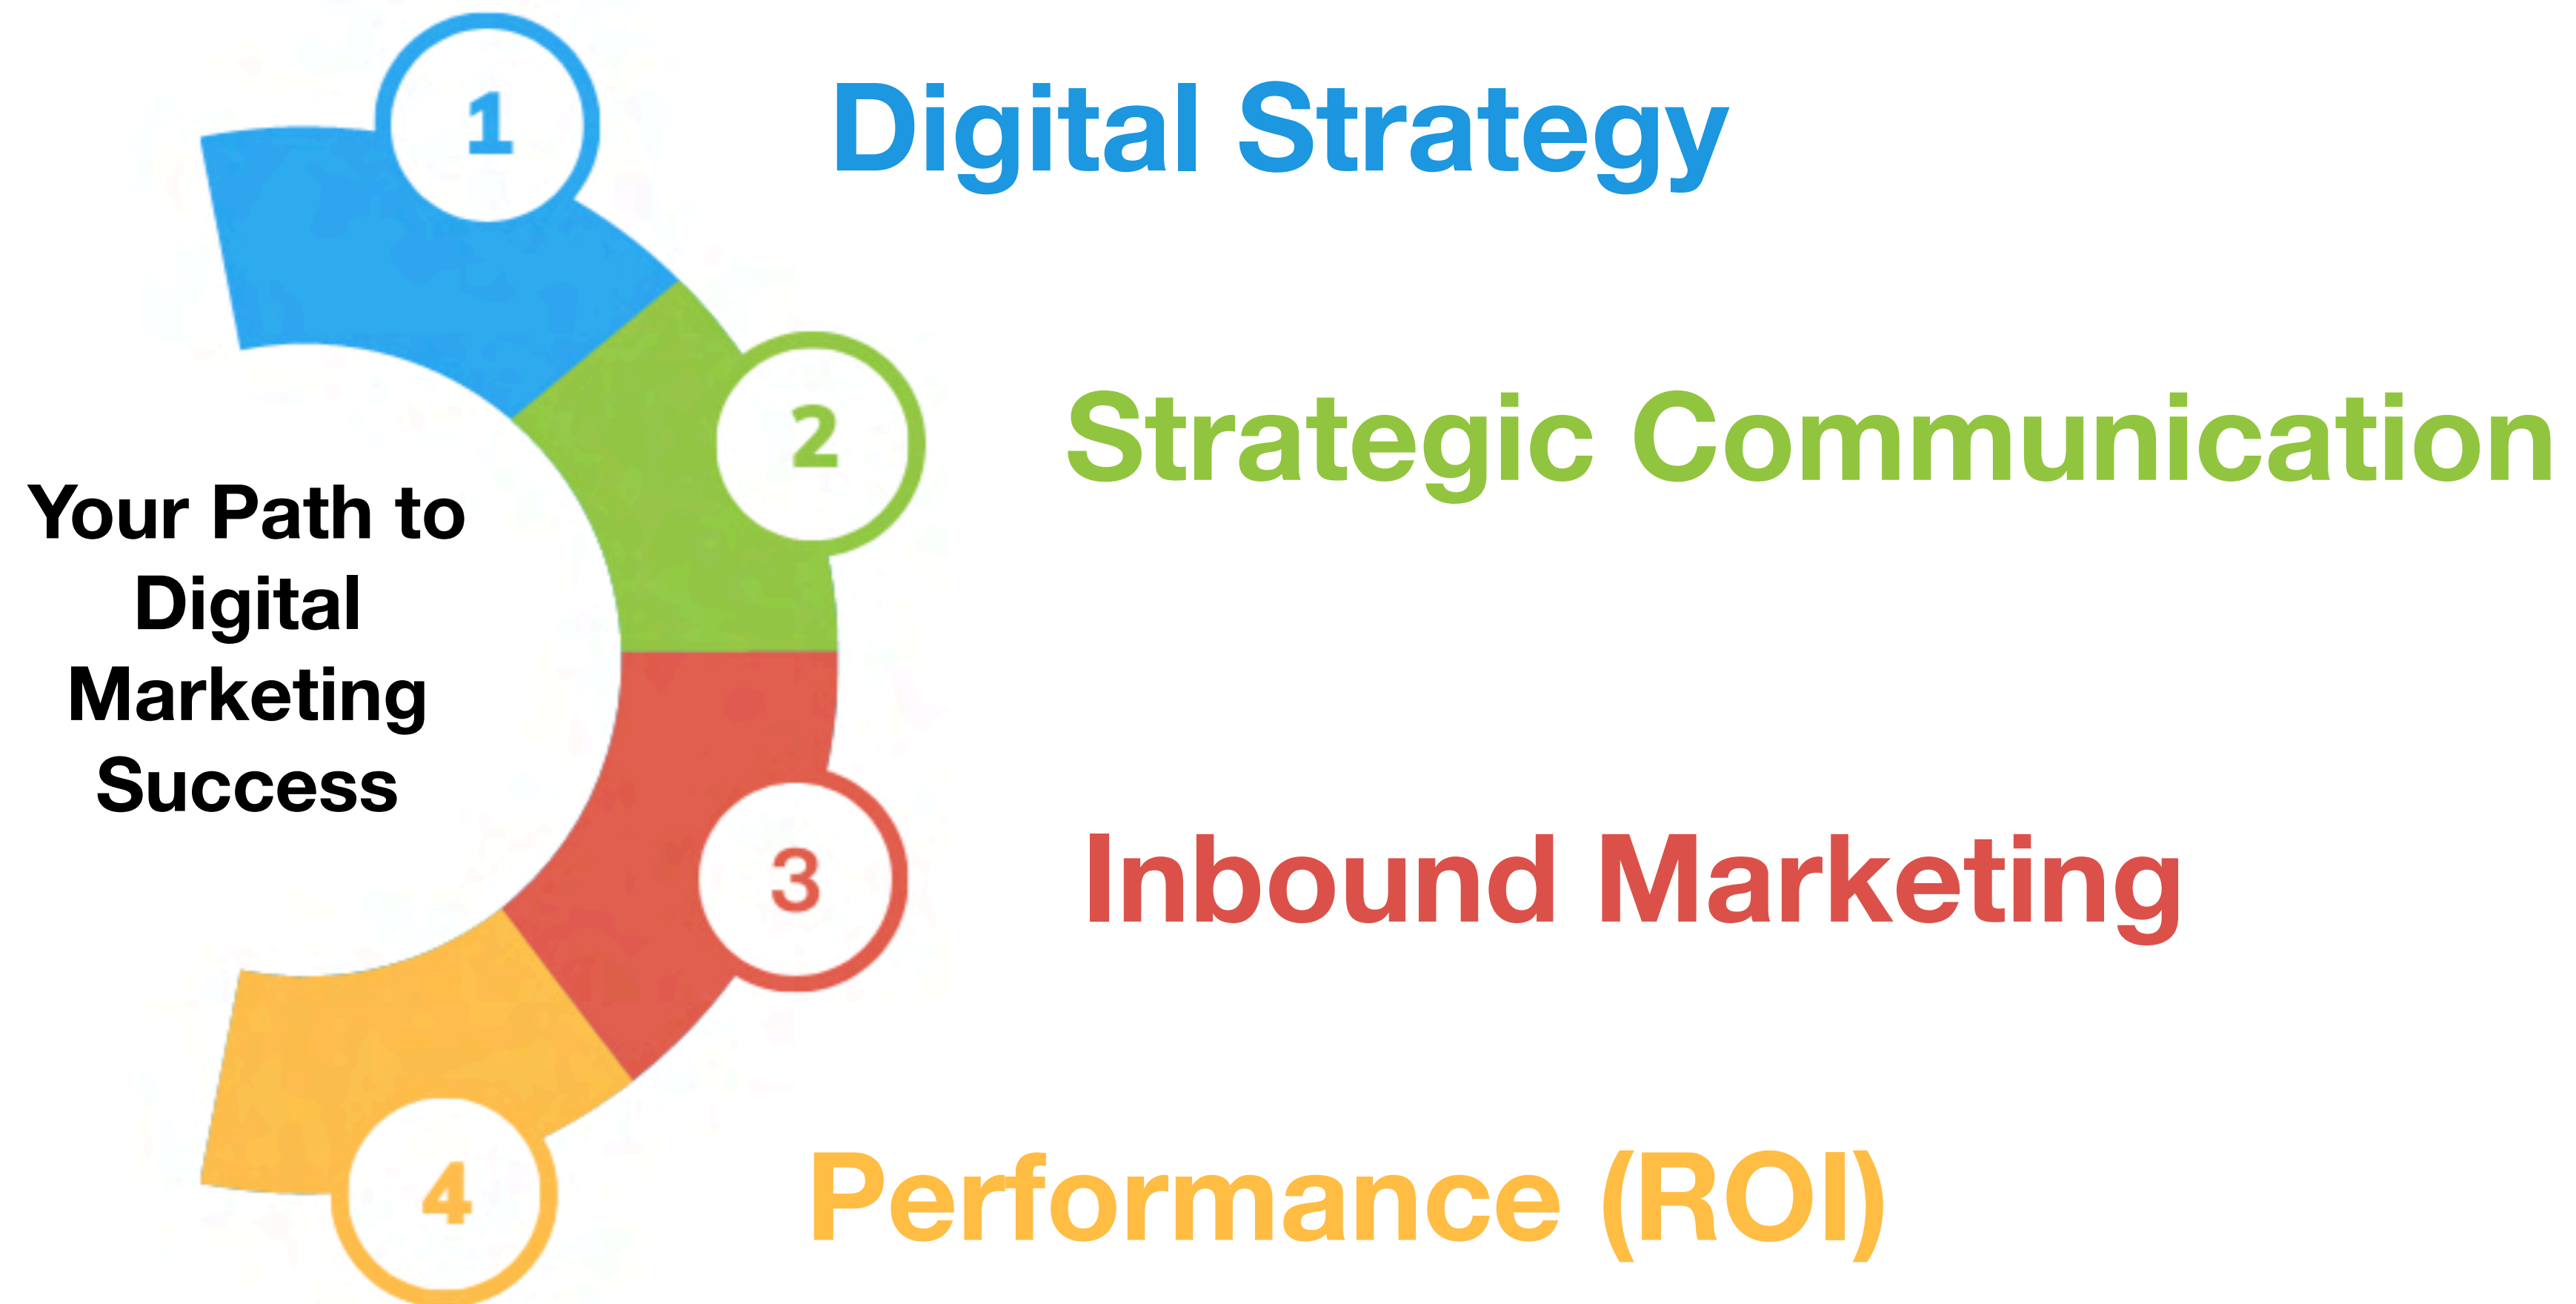 1
Digital Strategy
2
Strategic Communication
Your Path to
Digital
Marketing
Success
3
Inbound Marketing
4
Performance (ROI)